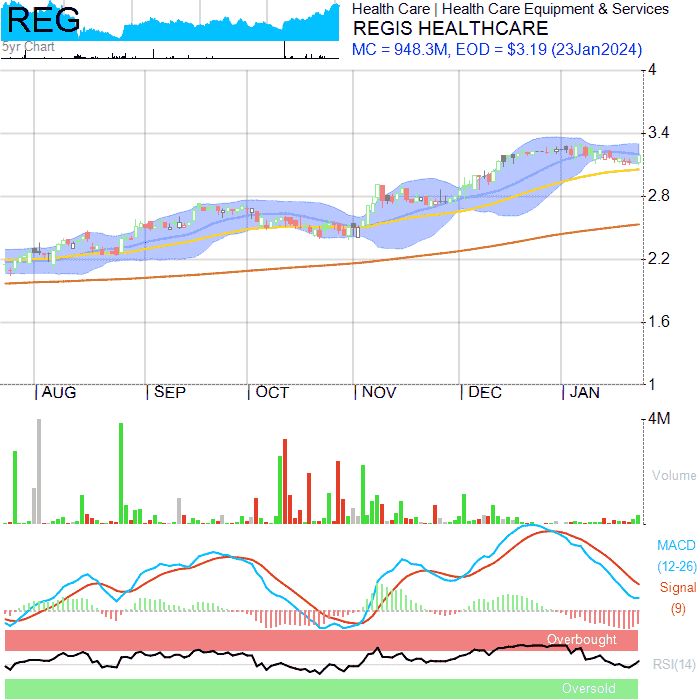 REG
5yr Chart
Health Care | Health Care Equipment & Services
REGIS HEALTHCARE
MC = 948.3M, EOD = $3.19 (23Jan2024)
4
3.4
2.8
2.2
1.6
1
| AUG | SEP | OCT | NOV | DEC | JAN
4M
Volume
MACD
(12-26)
Signal
(9)
Overbought
RSI(14)
Oversold